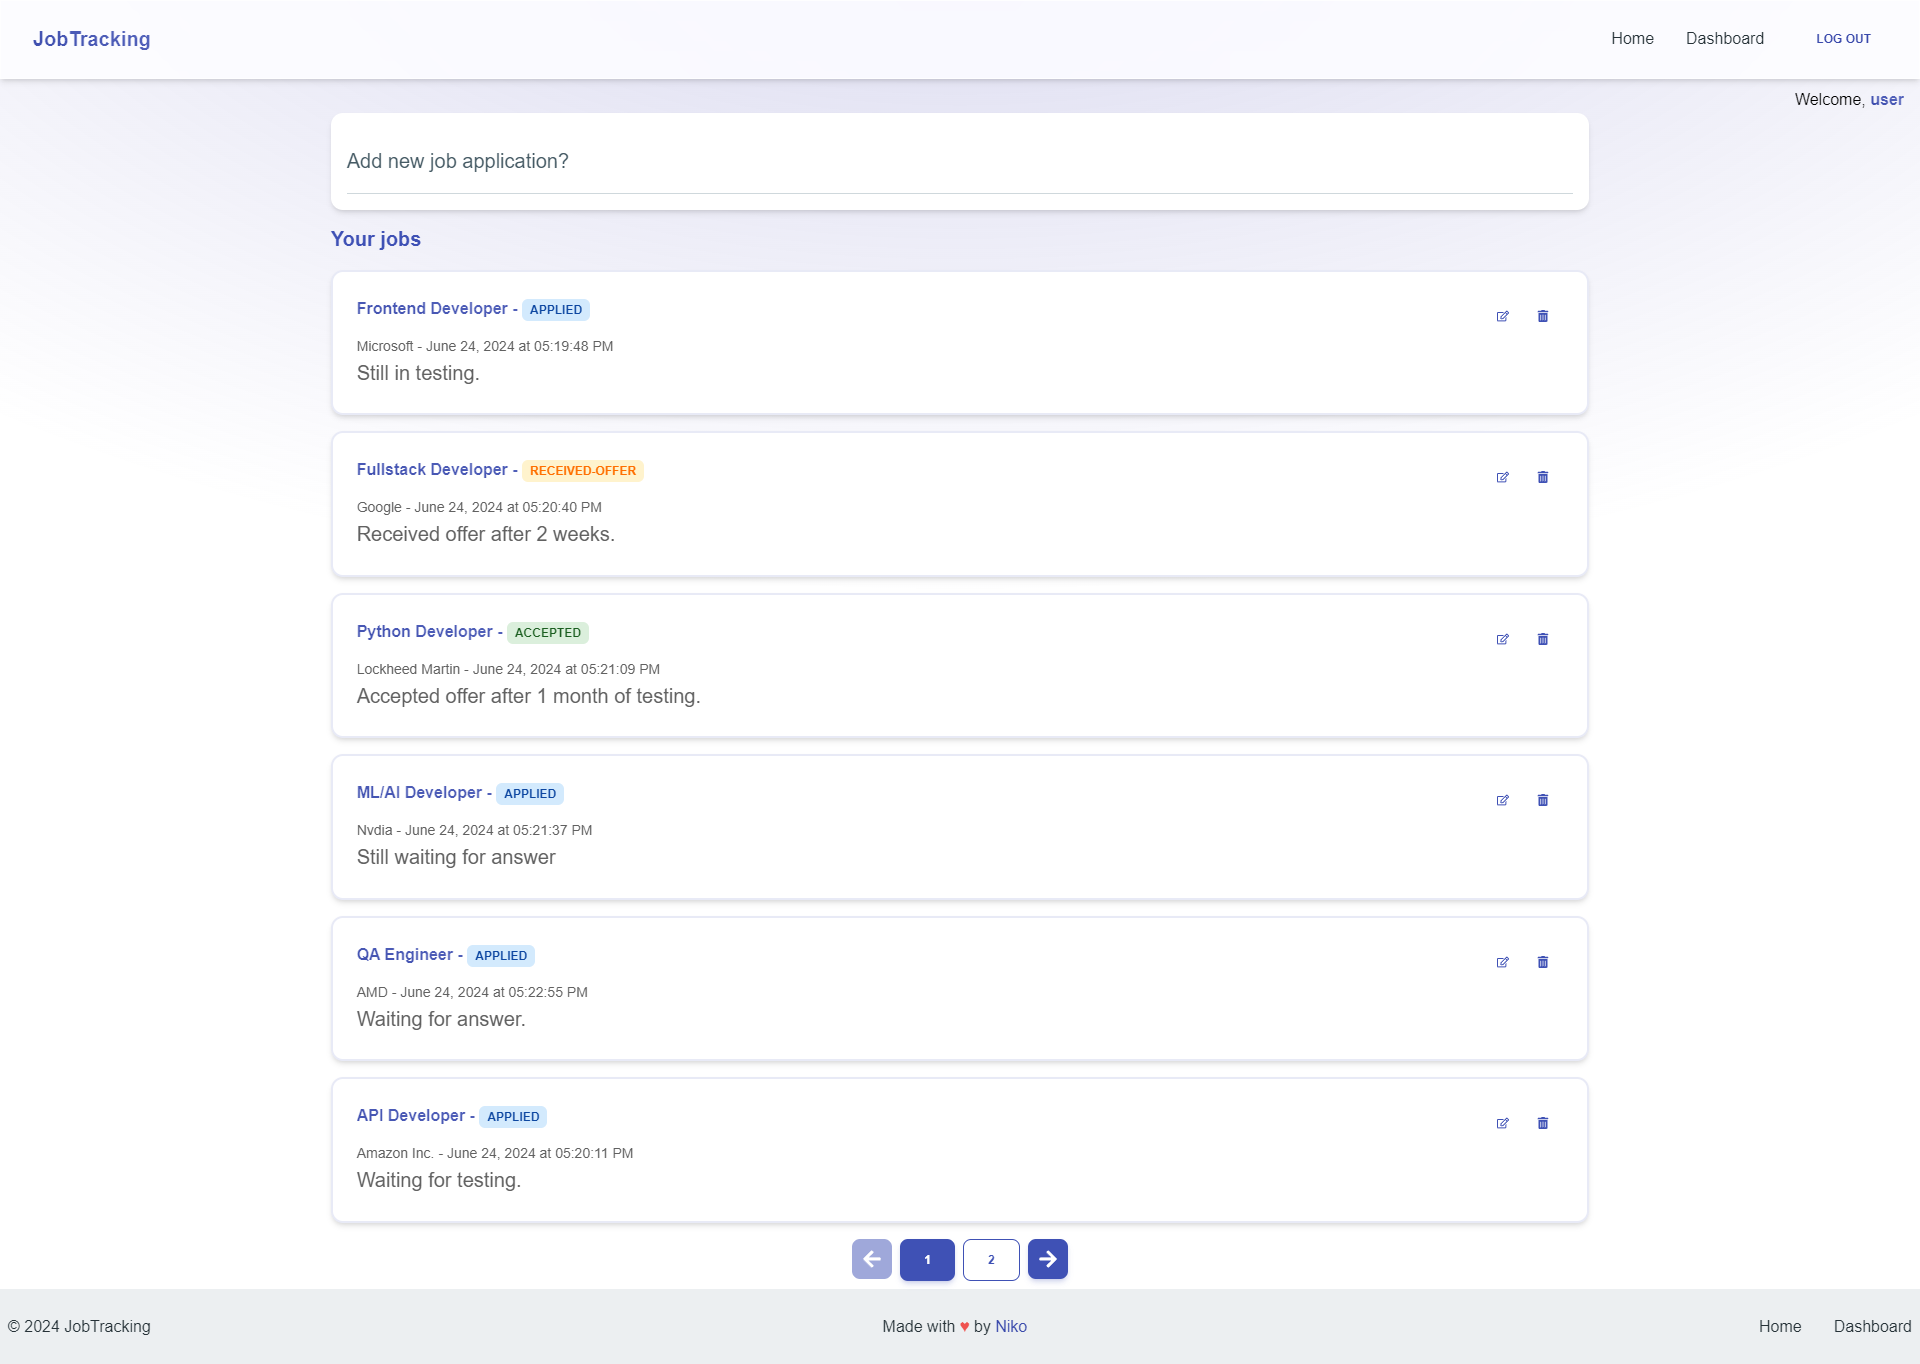 JobTracking
Home Dashboard LOG OUT
Welcome, user
Add new job application?
Your jobs
Frontend Developer - APPLIED
Microsoft - June 24, 2024 at 05:19:48 PM
Still in testing.
Fullstack Developer - RECEIVED-OFFER
Google - June 24, 2024 at 05:20:40 PM
Received offer after 2 weeks.
Python Developer - ACCEPTED
Lockheed Martin - June 24, 2024 at 05:21:09 PM
Accepted offer after 1 month of testing.
ML/AI Developer - APPLIED
Nvdia - June 24, 2024 at 05:21:37 PM
Still waiting for answer
QA Engineer - APPLIED
AMD - June 24, 2024 at 05:22:55 PM
Waiting for answer.
API Developer - APPLIED
Amazon Inc. - June 24, 2024 at 05:20:11 PM
Waiting for testing.
1 2
© 2024 JobTracking
Made with ♥ by Niko
Home Dashboard